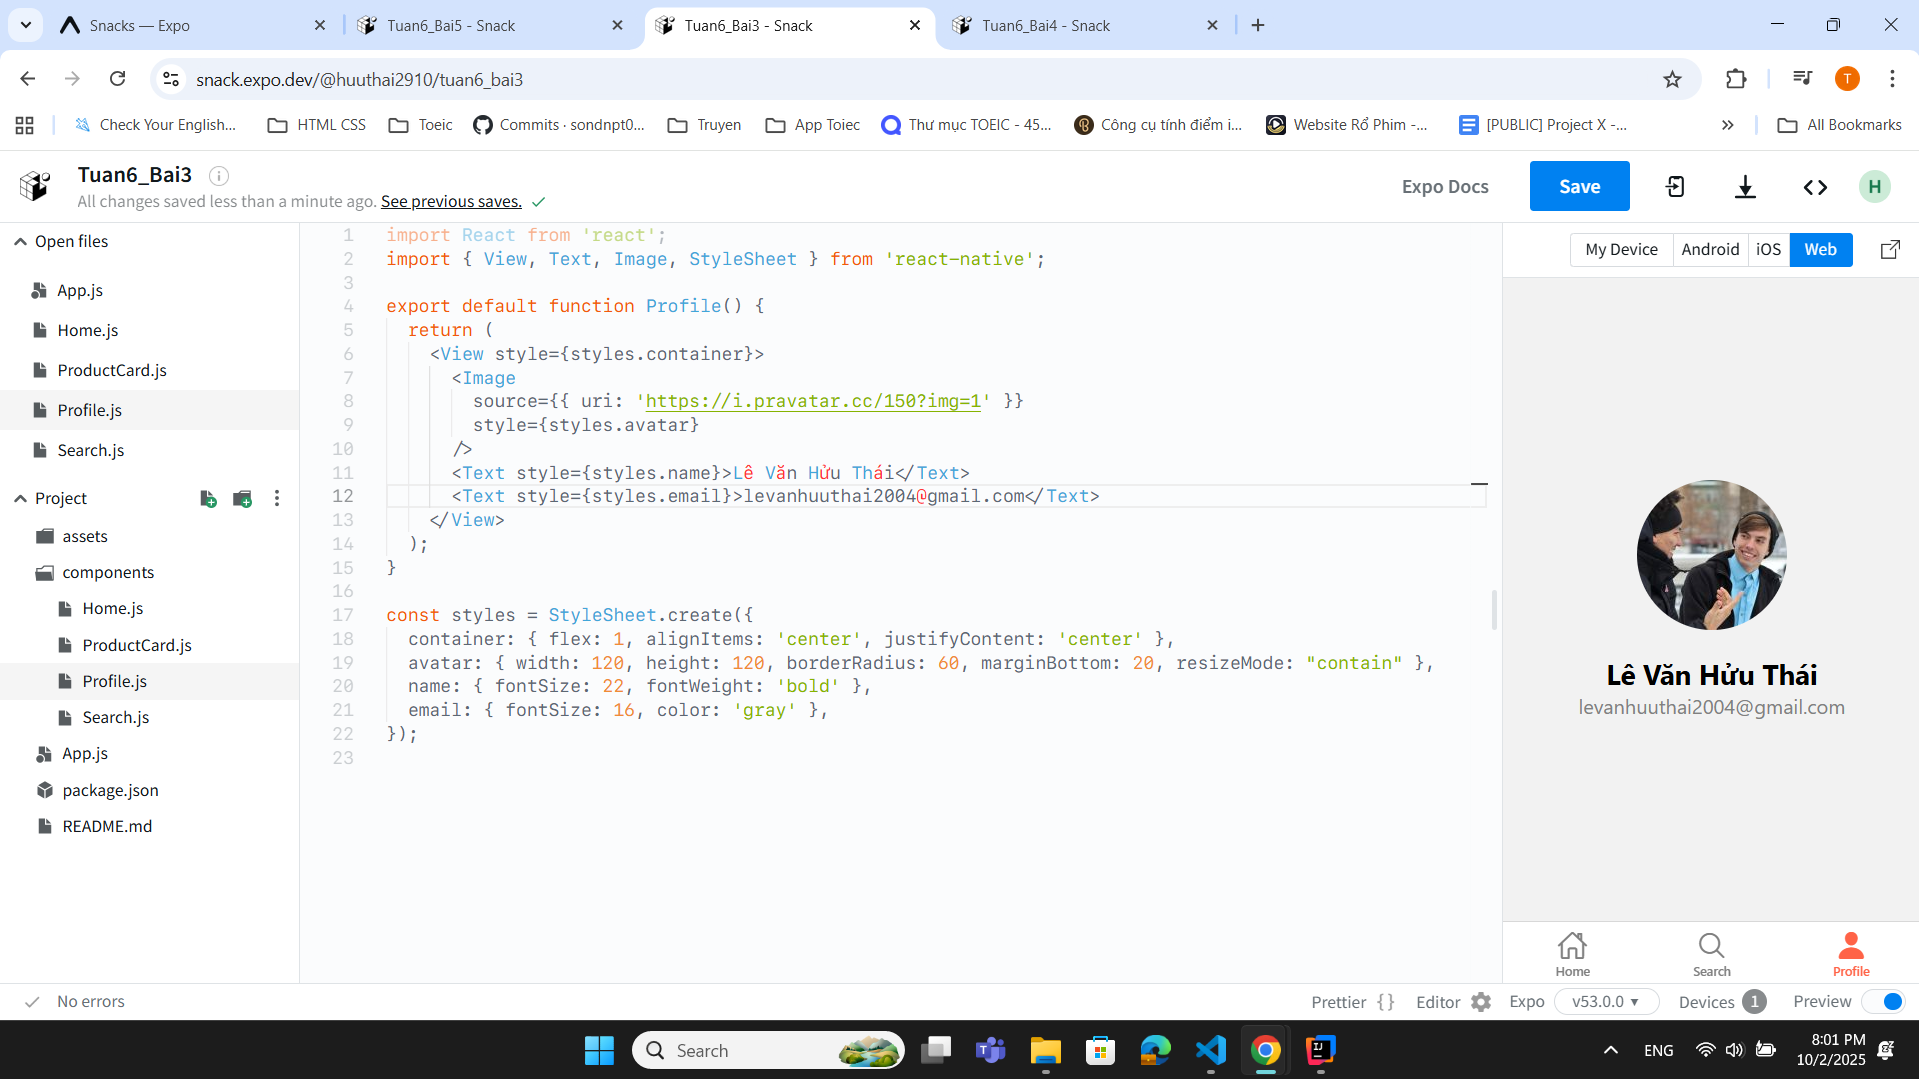 Snacks — Expo
Tuan6_Bai5 - Snack
Tuan6_Bai3 - Snack
Tuan6_Bai4 - Snack
snack.expo.dev/@huuthai2910/tuan6_bai3
T
Check Your English...
HTML CSS
Toeic
Commits · sondnpt0...
Truyen
App Toiec
Thư mục TOEIC - 45...
Công cụ tính điểm i...
Website Rổ Phim -...
[PUBLIC] Project X -...
All Bookmarks
Tuan6_Bai3
All changes saved less than a minute ago. See previous saves.
Expo Docs
Save
H
Open files
App.js
Home.js
ProductCard.js
Profile.js
Search.js
Project
assets
components
Home.js
ProductCard.js
Profile.js
Search.js
App.js
package.json
README.md
1 import React from 'react';
2 import { View, Text, Image, StyleSheet } from 'react-native';
3
4 export default function Profile() {
5 return (
6 <View style={styles.container}>
7 <Image
8 source={{ uri: 'https://i.pravatar.cc/150?img=1' }}
9 style={styles.avatar}
10 />
11 <Text style={styles.name}>Lê Văn Hửu Thái</Text>
12 <Text style={styles.email}>levanhuuthai2004@gmail.com</Text>
13 </View>
14 );
15 }
16
17 const styles = StyleSheet.create({
18 container: { flex: 1, alignItems: 'center', justifyContent: 'center' },
19 avatar: { width: 120, height: 120, borderRadius: 60, marginBottom: 20, resizeMode: "contain" },
20 name: { fontSize: 22, fontWeight: 'bold' },
21 email: { fontSize: 16, color: 'gray' },
22 });
23
My Device
Android
iOS
Web
Lê Văn Hửu Thái
levanhuuthai2004@gmail.com
Home
Search
Profile
No errors
Prettier {}
Editor
Expo
v53.0.0
Devices 1
Preview
Search
ENG
8:01 PM
10/2/2025